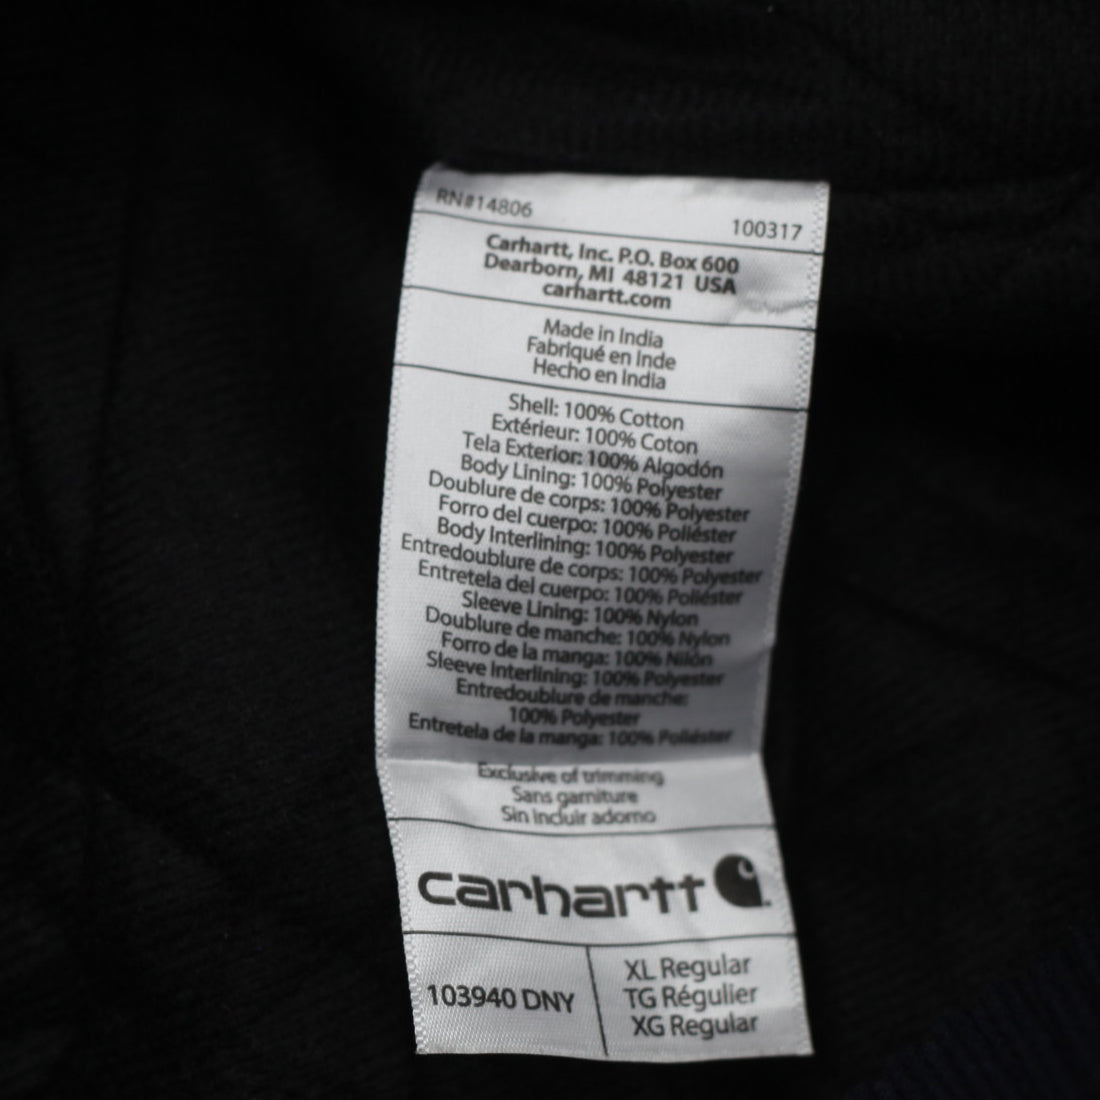 RN#14806
100317
Carhartt, Inc. P.O. Box 600
Dearborn, MI 48121 USA
carhartt.com
Made in India
Fabriqué en Inde
Hecho en India
Shell: 100% Cotton
Extérieur: 100% Coton
Tela Exterior: 100% Algodón
Body Lining: 100% Polyester
Doublure de corps: 100% Polyester
Forro del cuerpo: 100% Poliéster
Body Interlining: 100% Polyester
Entredoublure de corps: 100% Polyester
Entretela del cuerpo: 100% Poliéster
Sleeve Lining: 100% Nylon
Doublure de manche: 100% Nylon
Forro de la manga: 100% Nilón
Sleeve Interlining: 100% Polyester
Entredoublure de manche:
100% Polyester
Entretela de la manga: 100% Poliéster
Exclusive of trimming
Sans garniture
Sin incluir adorno
carhartt
103940 DNY
XL Regular
TG Régulier
XG Regular